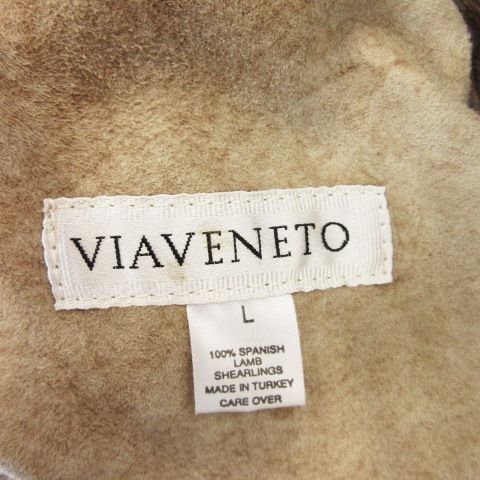 VIAVENETO
L
100% SPANISH
LAMB
SHEARLINGS
MADE IN TURKEY
CARE OVER